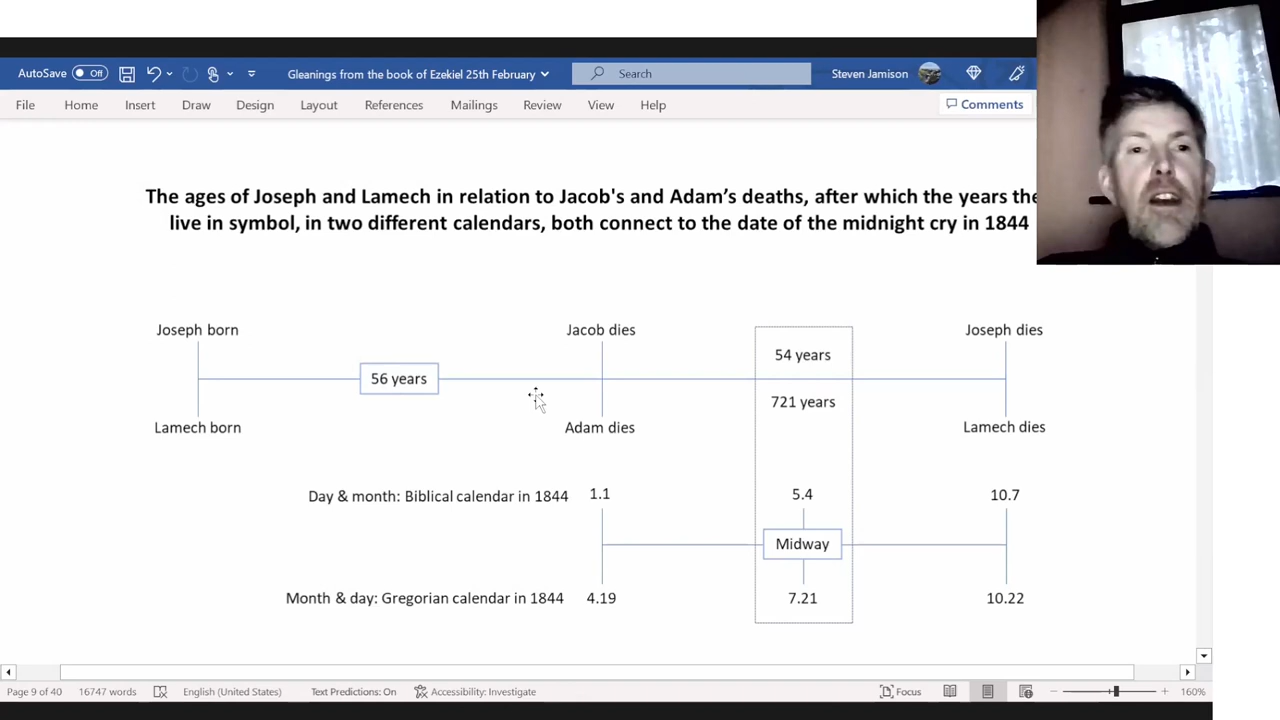 AutoSave Off Gleanings from the book of Ezekiel 25th February Search Steven Jamison
File Home Insert Draw Design Layout References Mailings Review View Help Comments
The ages of Joseph and Lamech in relation to Jacob's and Adam’s deaths, after which the years the
live in symbol, in two different calendars, both connect to the date of the midnight cry in 1844
Joseph born Jacob dies Joseph dies
54 years
56 years
721 years
Lamech born Adam dies Lamech dies
Day & month: Biblical calendar in 1844 1.1 5.4 10.7
Midway
Month & day: Gregorian calendar in 1844 4.19 7.21 10.22
Page 9 of 40 16747 words English (United States) Text Predictions: On Accessibility: Investigate Focus 160%